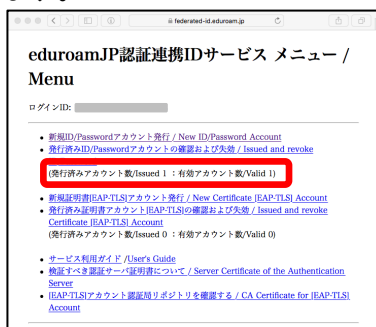 federated-id.eduroam.jp
eduroamJP認証連携IDサービス メニュー /
Menu
ログインID:
新規ID/Passwordアカウント発行 / New ID/Password Account
発行済みID/Passwordアカウントの確認および失効 / Issued and revoke
(発行済みアカウント数/Issued 1 ：有効アカウント数/Valid 1)
新規証明書[EAP-TLS]アカウント発行 / New Certificate [EAP-TLS] Account
発行済み証明書アカウント[EAP-TLS]の確認および失効 / Issued and revoke
Certificate [EAP-TLS] Account
(発行済みアカウント数/Issued 0 ：有効アカウント数/Valid 0)
サービス利用ガイド /User's Guide
検証すべき認証サーバ証明書について / Server Certificate of the Authentication
Server
[EAP-TLS]アカウント認証局リポジトリを確認する / CA Certificate for [EAP-TLS]
Account